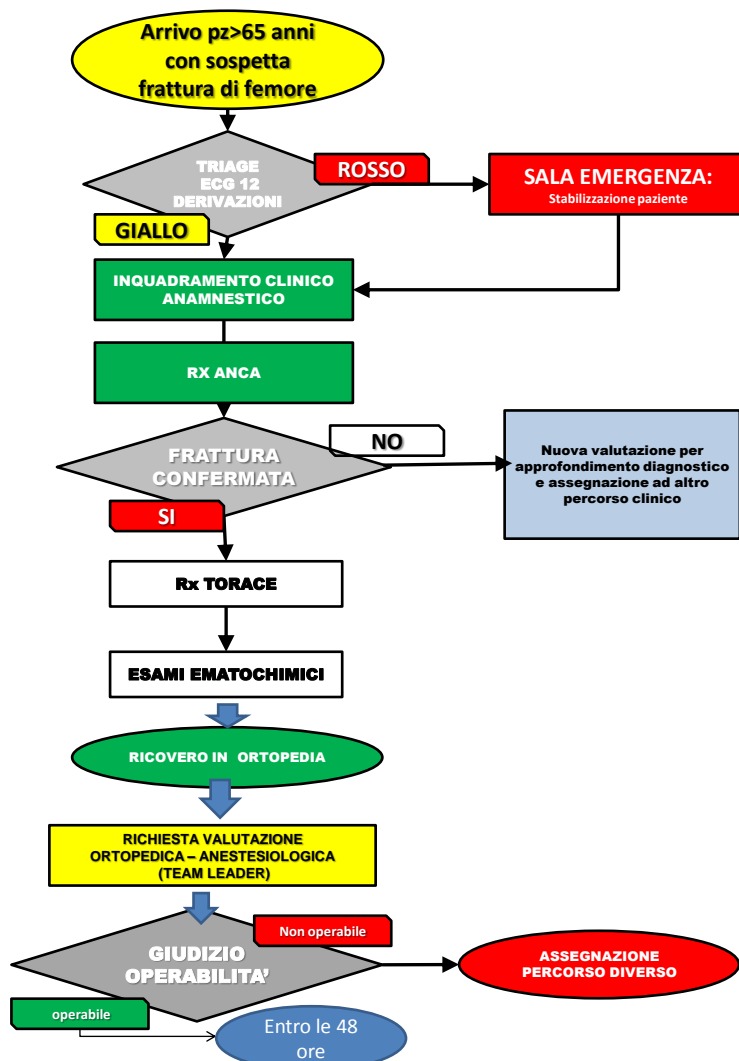 Arrivo pz>65 anni
con sospetta
frattura di femore
TRIAGE
ECG 12
DERIVAZIONI
ROSSO
SALA EMERGENZA:
Stabilizzazione paziente
GIALLO
INQUADRAMENTO CLINICO
ANAMNESTICO
RX ANCA
FRATTURA
CONFERMATA
NO
Nuova valutazione per
approfondimento diagnostico
e assegnazione ad altro
percorso clinico
SI
Rx TORACE
ESAMI EMATOCHIMICI
RICOVERO IN ORTOPEDIA
RICHIESTA VALUTAZIONE
ORTOPEDICA – ANESTESIOLOGICA
(TEAM LEADER)
GIUDIZIO
OPERABILITA'
Non operabile
ASSEGNAZIONE
PERCORSO DIVERSO
operabile
Entro le 48
ore